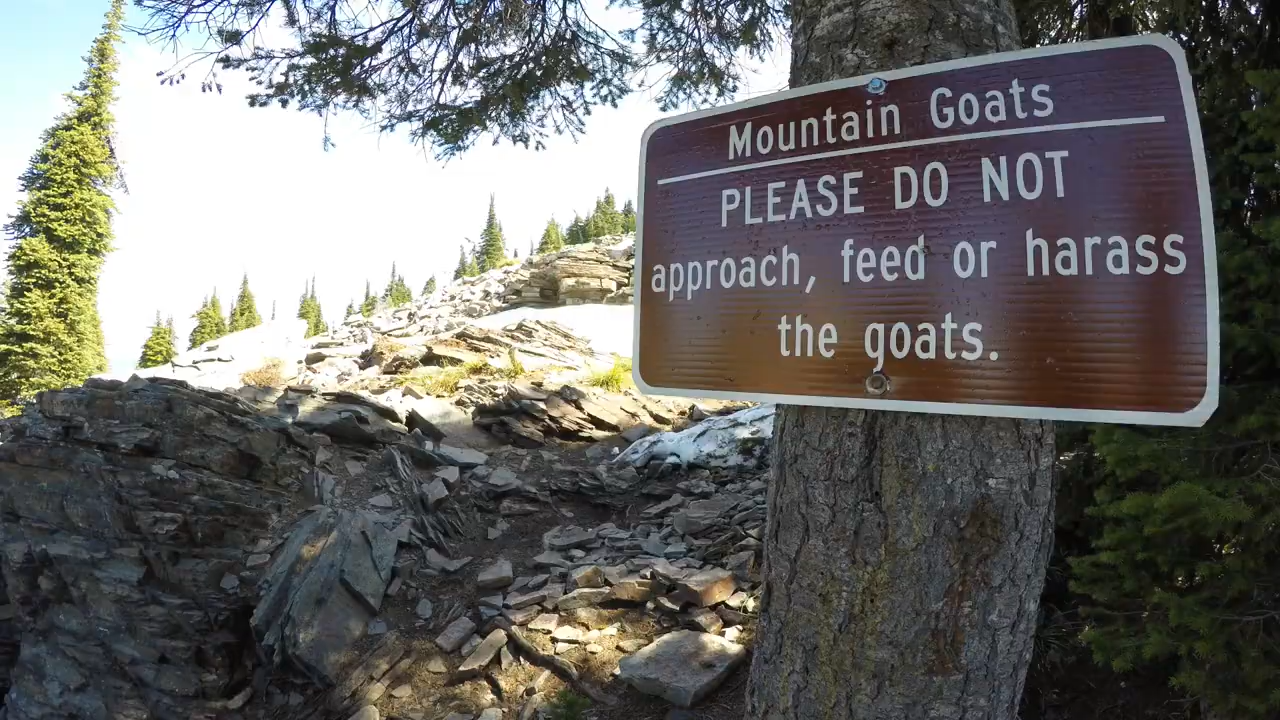 Mountain Goats
PLEASE DO NOT
approach, feed or harass
the goats.